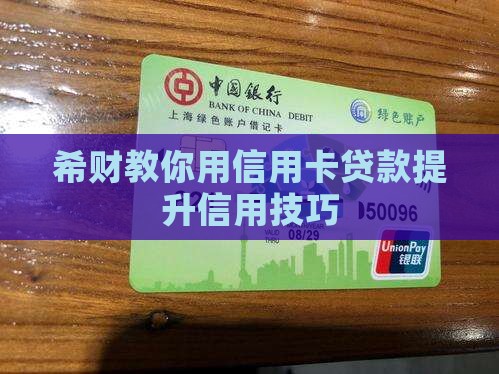 中国银行
BANK OF CHINA DEBIT
上海绿色账户借记卡
绿色账户
希财教你用信用卡贷款提
升信用技巧
50096
VALID
THRU
08/29
UnionPay
银联